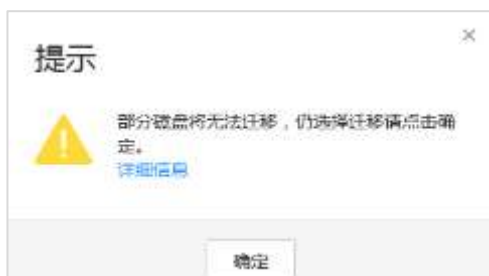 提示
部分磁盘将无法迁移，仍选择迁移请点击确
定。
详细信息
确定